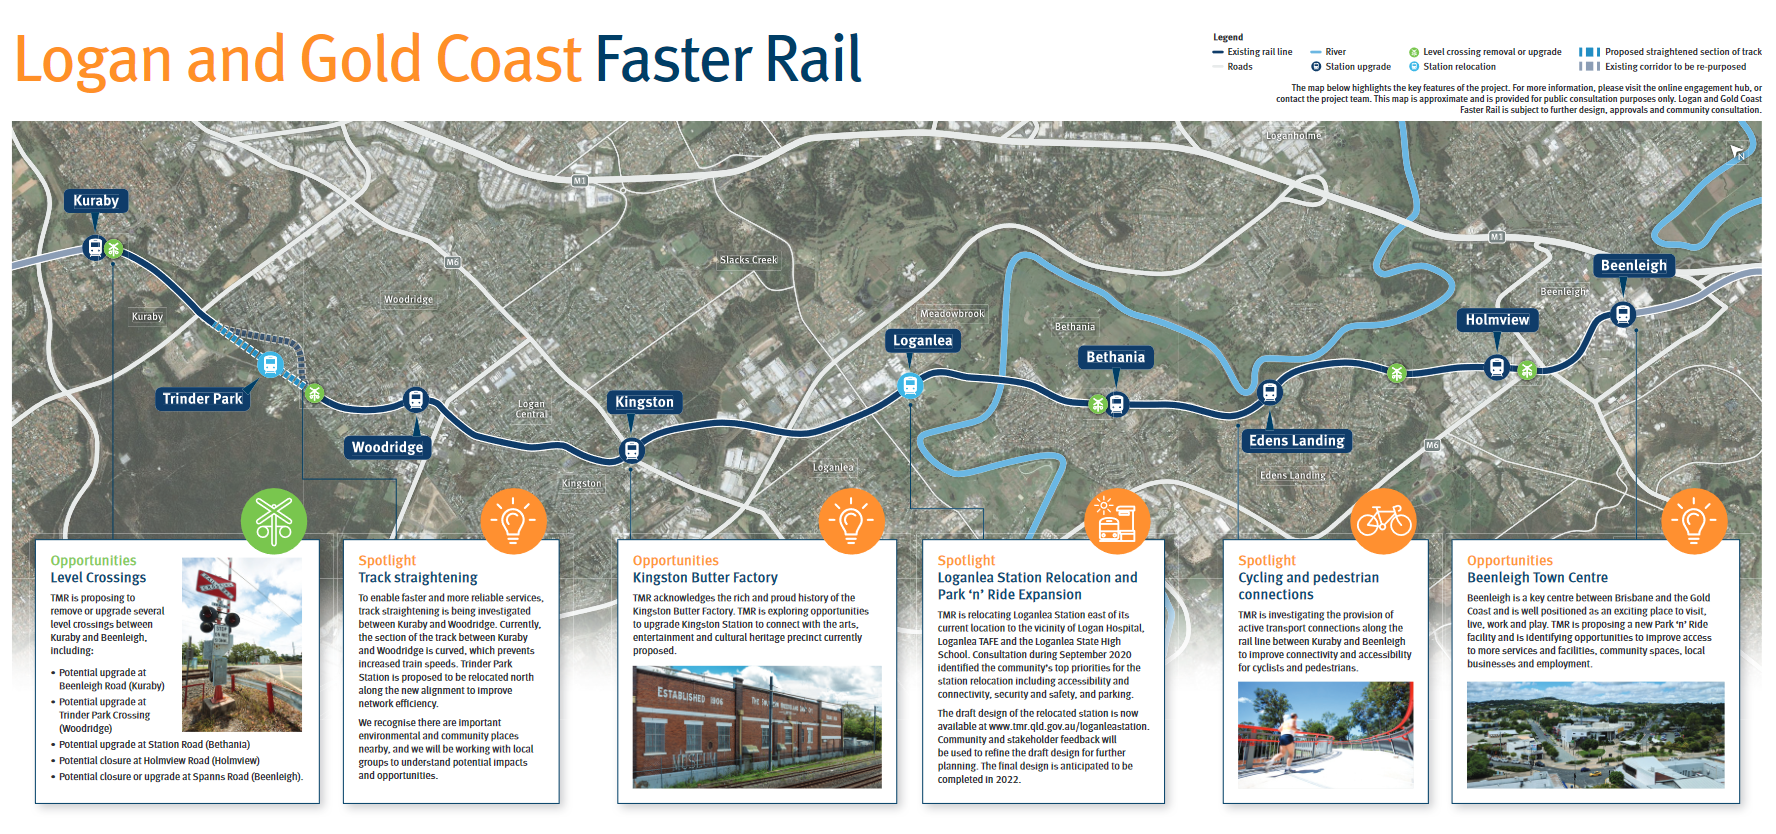 Logan and Gold Coast Faster Rail
Legend
Existing rail line
River
Level crossing removal or upgrade
Proposed straightened section of track
Roads
Station upgrade
Station relocation
Existing corridor to be re-purposed
The map below highlights the key features of the project. For more information, please visit the online engagement hub, or
contact the project team. This map is approximate and is provided for public consultation purposes only. Logan and Gold Coast
Faster Rail is subject to further design, approvals and community consultation.
Loganholme
N
M1
Kuraby
M1
Slacks Creek
M6
Beenleigh
Woodridge
Beenleigh
Kuraby
Meadowbrook
Bethania
Holmview
Loganlea
Bethania
Trinder Park
Logan
Central
Kingston
Woodridge
Edens Landing
M6
Loganlea
Kingston
Edens Landing
Opportunities
Level Crossings
TMR is proposing to
remove or upgrade several
level crossings between
Kuraby and Beenleigh,
including:
• Potential upgrade at
Beenleigh Road (Kuraby)
• Potential upgrade at
Trinder Park Crossing
(Woodridge)
• Potential upgrade at Station Road (Bethania)
• Potential closure at Holmview Road (Holmview)
• Potential closure or upgrade at Spanns Road (Beenleigh).
Spotlight
Track straightening
To enable faster and more reliable services,
track straightening is being investigated
between Kuraby and Woodridge. Currently,
the section of the track between Kuraby
and Woodridge is curved, which prevents
increased train speeds. Trinder Park
Station is proposed to be relocated north
along the new alignment to improve
network efficiency.
We recognise there are important
environmental and community places
nearby, and we will be working with local
groups to understand potential impacts
and opportunities.
Opportunities
Kingston Butter Factory
TMR acknowledges the rich and proud history of the
Kingston Butter Factory. TMR is exploring opportunities
to upgrade Kingston Station to connect with the arts,
entertainment and cultural heritage precinct currently
proposed.
ESTABLISHED 1906
Spotlight
Loganlea Station Relocation and
Park ‘n’ Ride Expansion
TMR is relocating Loganlea Station east of its
current location to the vicinity of Logan Hospital,
Loganlea TAFE and the Loganlea State High
School. Consultation during September 2020
identified the community's top priorities for the
station relocation including accessibility and
connectivity, security and safety, and parking.
The draft design of the relocated station is now
available at www.tmr.qld.gov.au/loganleastation.
Community and stakeholder feedback will
be used to refine the draft design for further
planning. The final design is anticipated to be
completed in 2022.
Spotlight
Cycling and pedestrian
connections
TMR is investigating the provision of
active transport connections along the
rail line between Kuraby and Beenleigh
to improve connectivity and accessibility
for cyclists and pedestrians.
Opportunities
Beenleigh Town Centre
Beenleigh is a key centre between Brisbane and the Gold
Coast and is well positioned as an exciting place to visit,
live, work and play. TMR is proposing a new Park ‘n’ Ride
facility and is identifying opportunities to improve access
to more services and facilities, community spaces, local
businesses and employment.